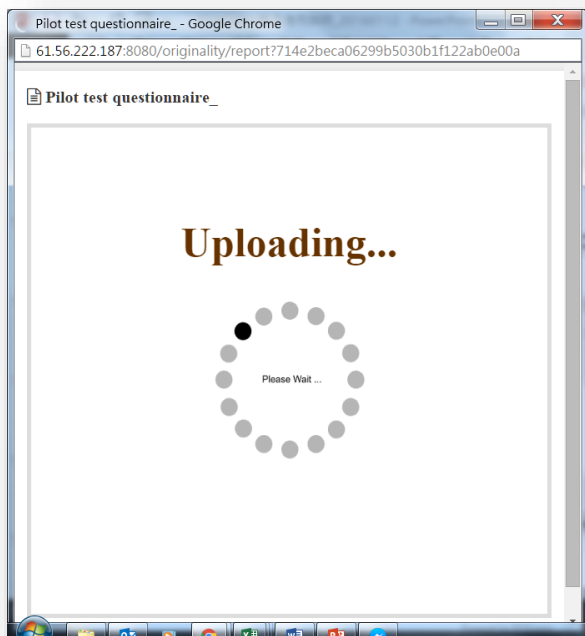 Pilot test questionnaire_ - Google Chrome
61.56.222.187:8080/originality/report?714e2beca06299b5030b1f122ab0e00a
Pilot test questionnaire_
Uploading...
Please Wait ...